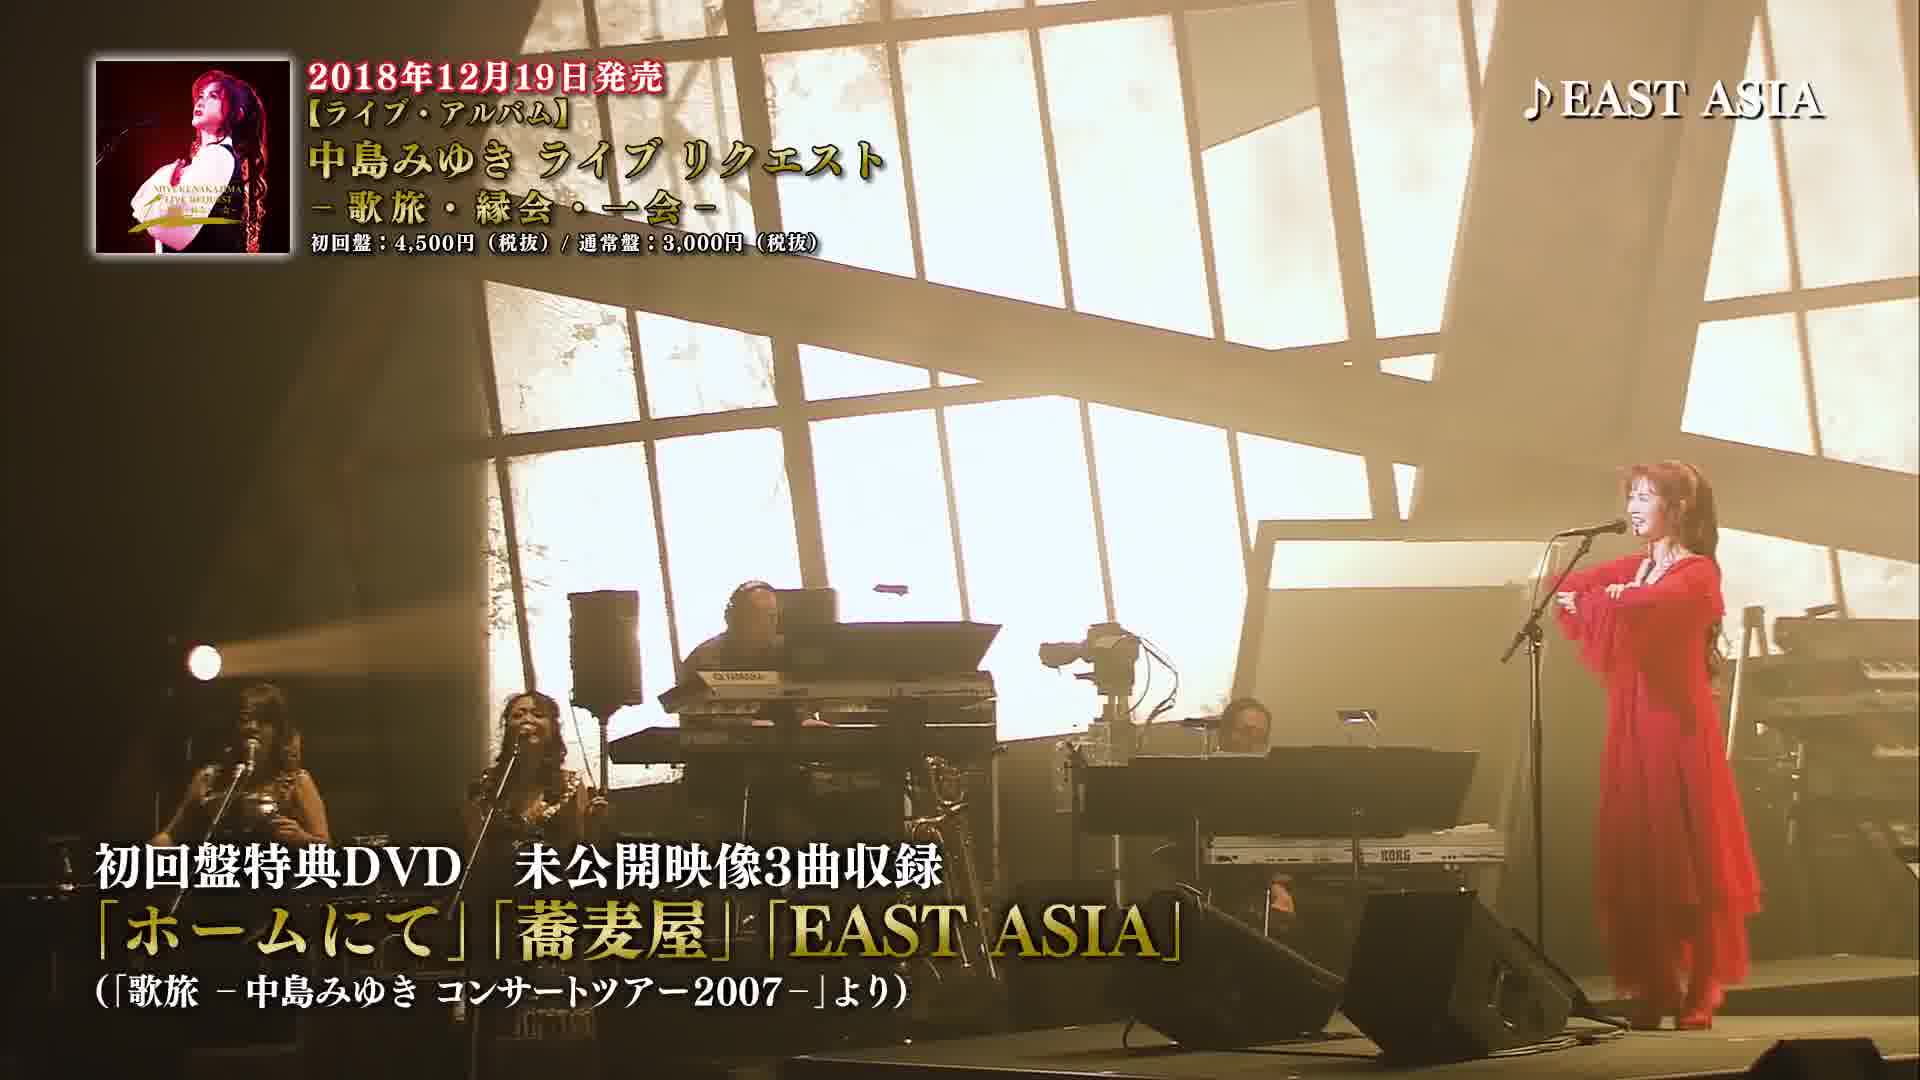 2018年12月19日発売
【ライブ・アルバム】
中島みゆき ライブ リクエスト
－歌旅・縁会・一会－
初回盤：4,500円（税抜）/ 通常盤：3,000円（税抜）
♪EAST ASIA
MIYUKI NAKAJIMA
LIVE REQUEST
YAMAHA
KORG
初回盤特典DVD　未公開映像3曲収録
「ホームにて」「蕎麦屋」「EAST ASIA」
（「歌旅 －中島みゆき コンサートツアー2007－」より）